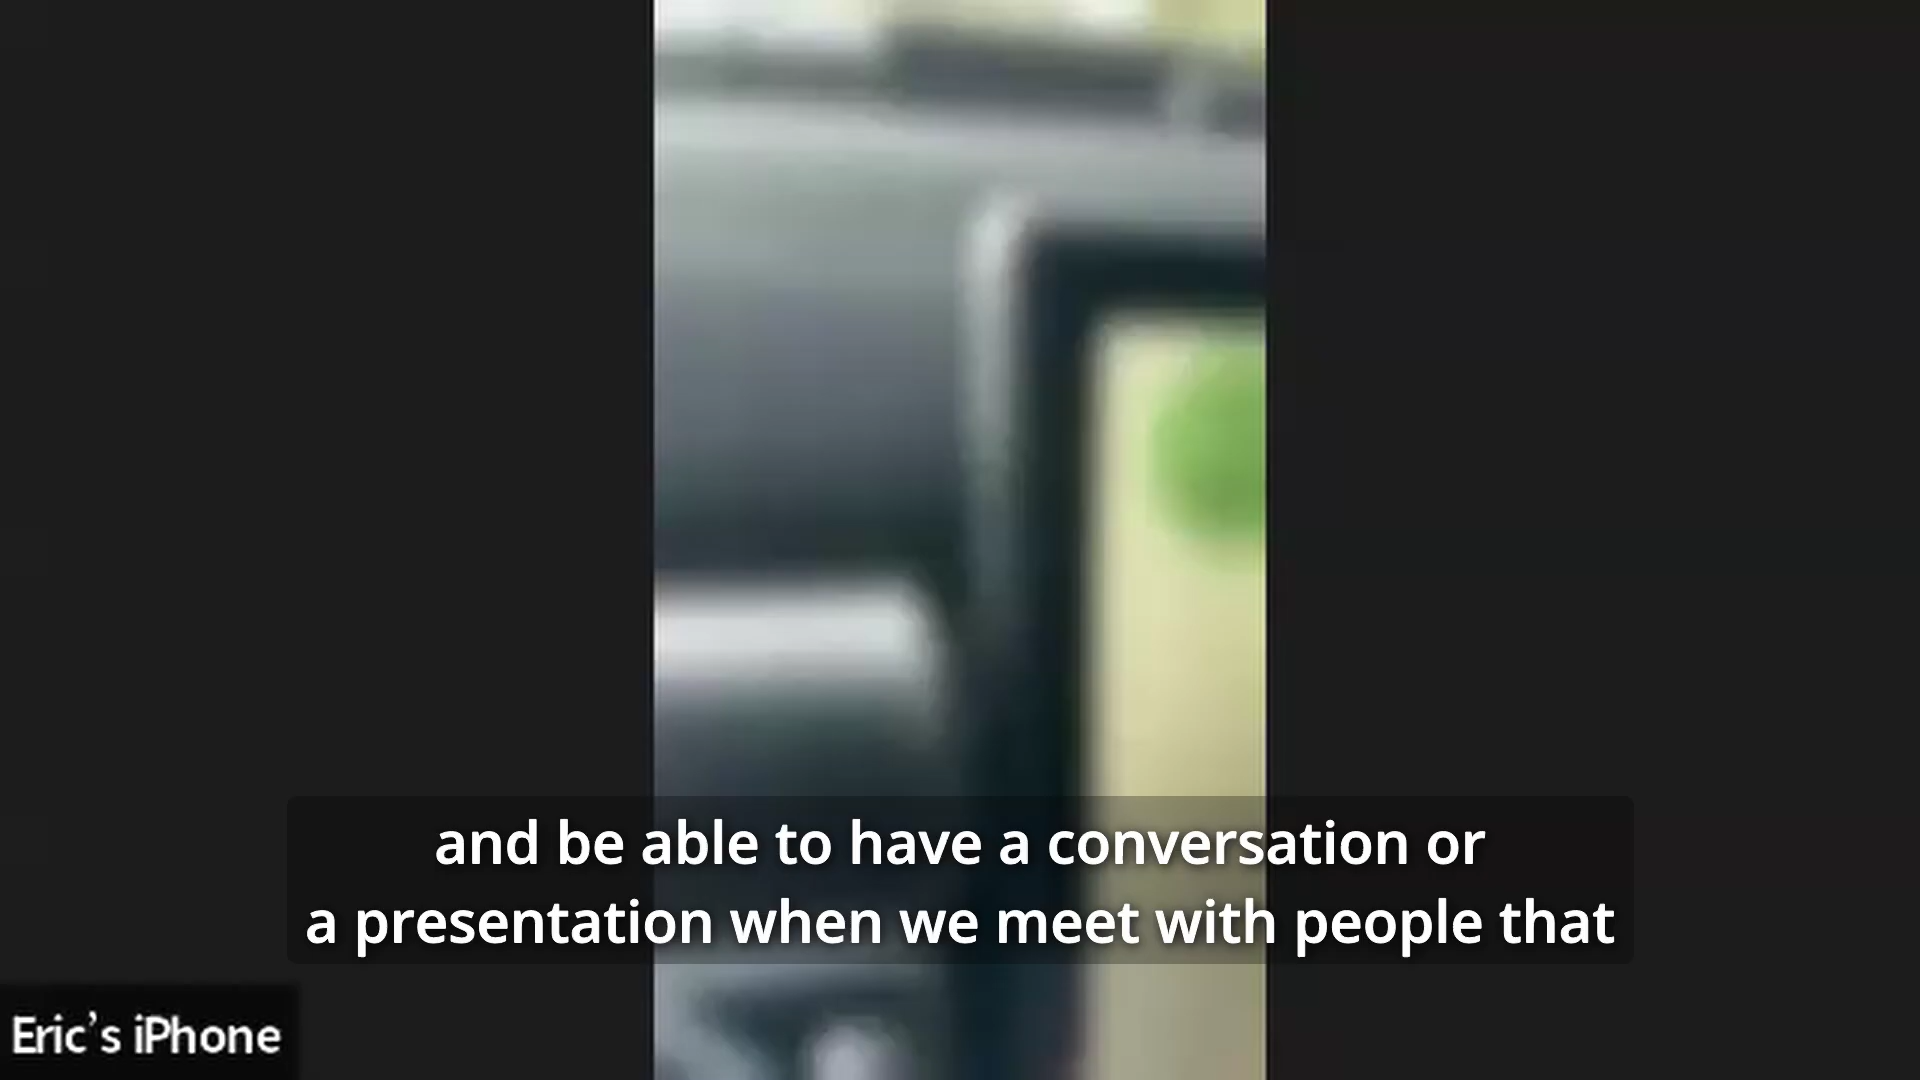 and be able to have a conversation or
a presentation when we meet with people that
Eric’s iPhone